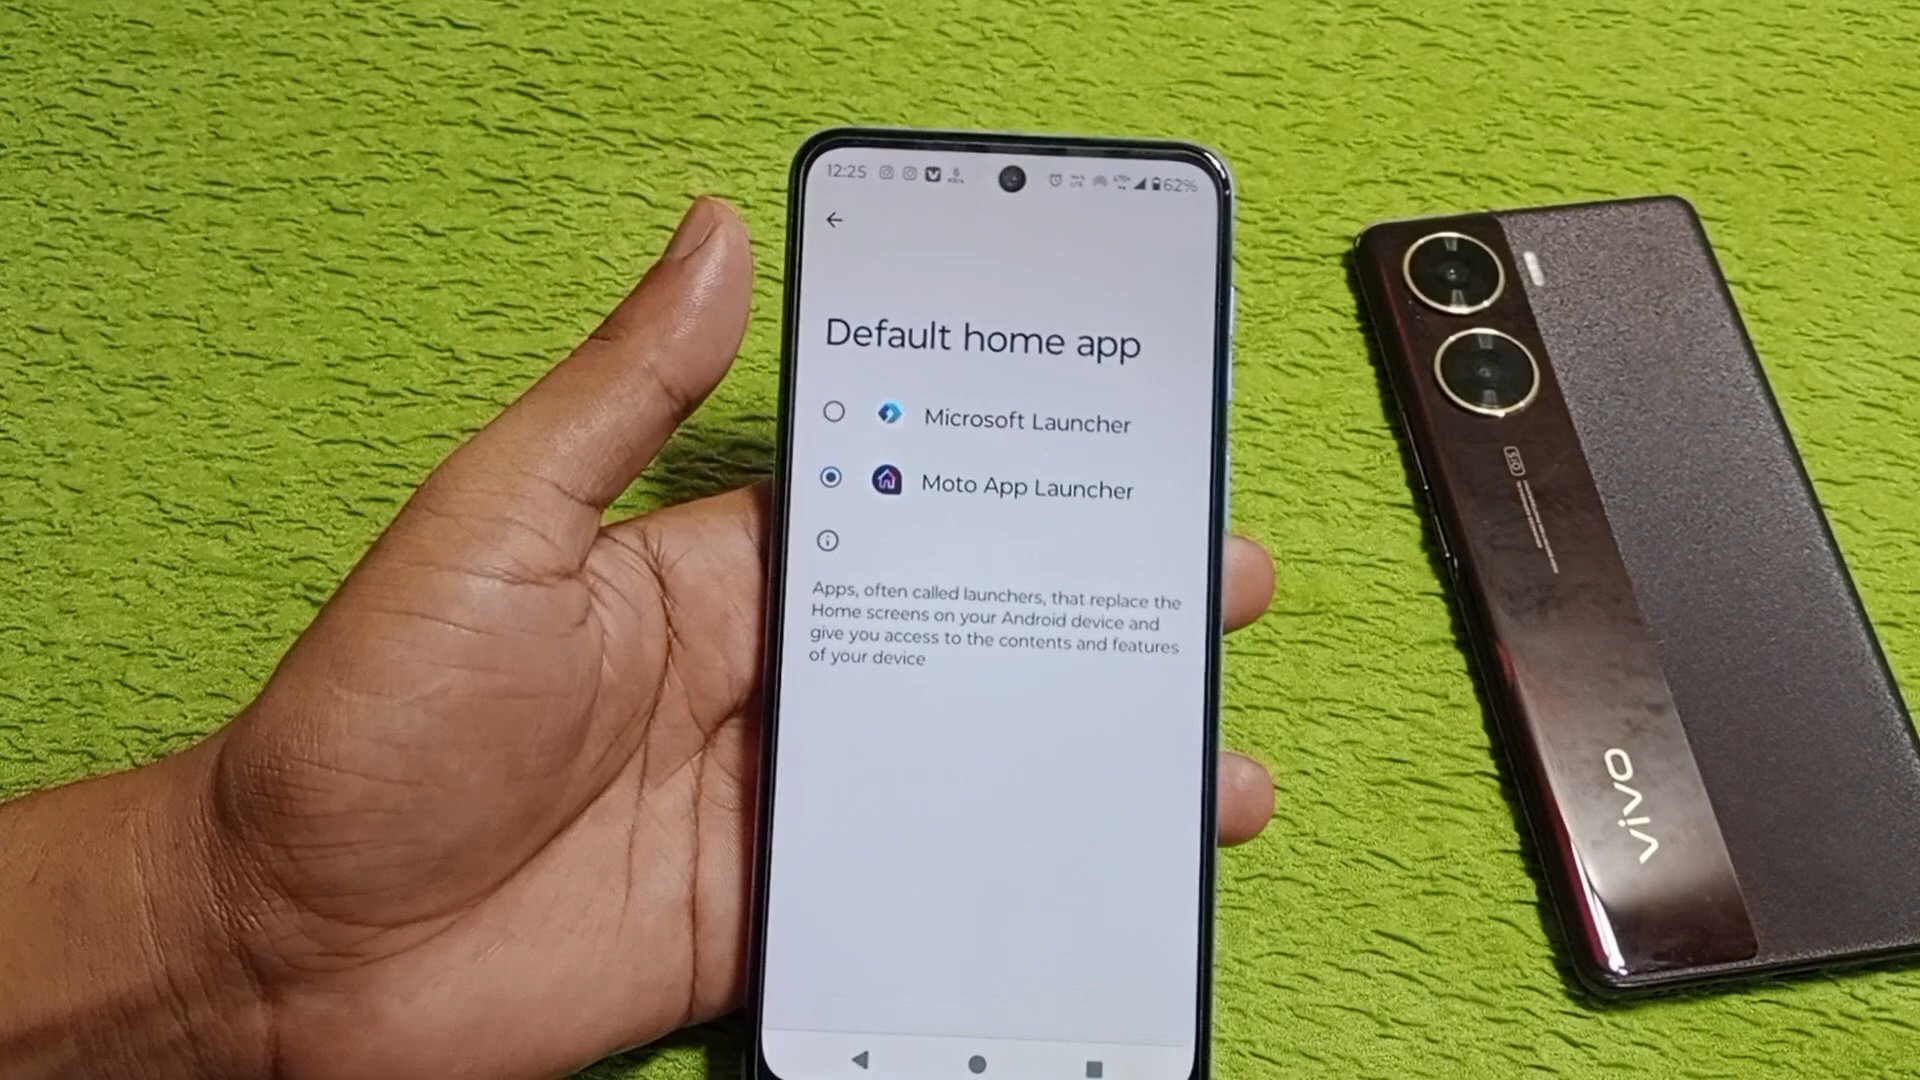 12:25
62%
Default home app
Microsoft Launcher
Moto App Launcher
Apps, often called launchers, that replace the
Home screens on your Android device and
give you access to the contents and features
of your device
OIS
vivo